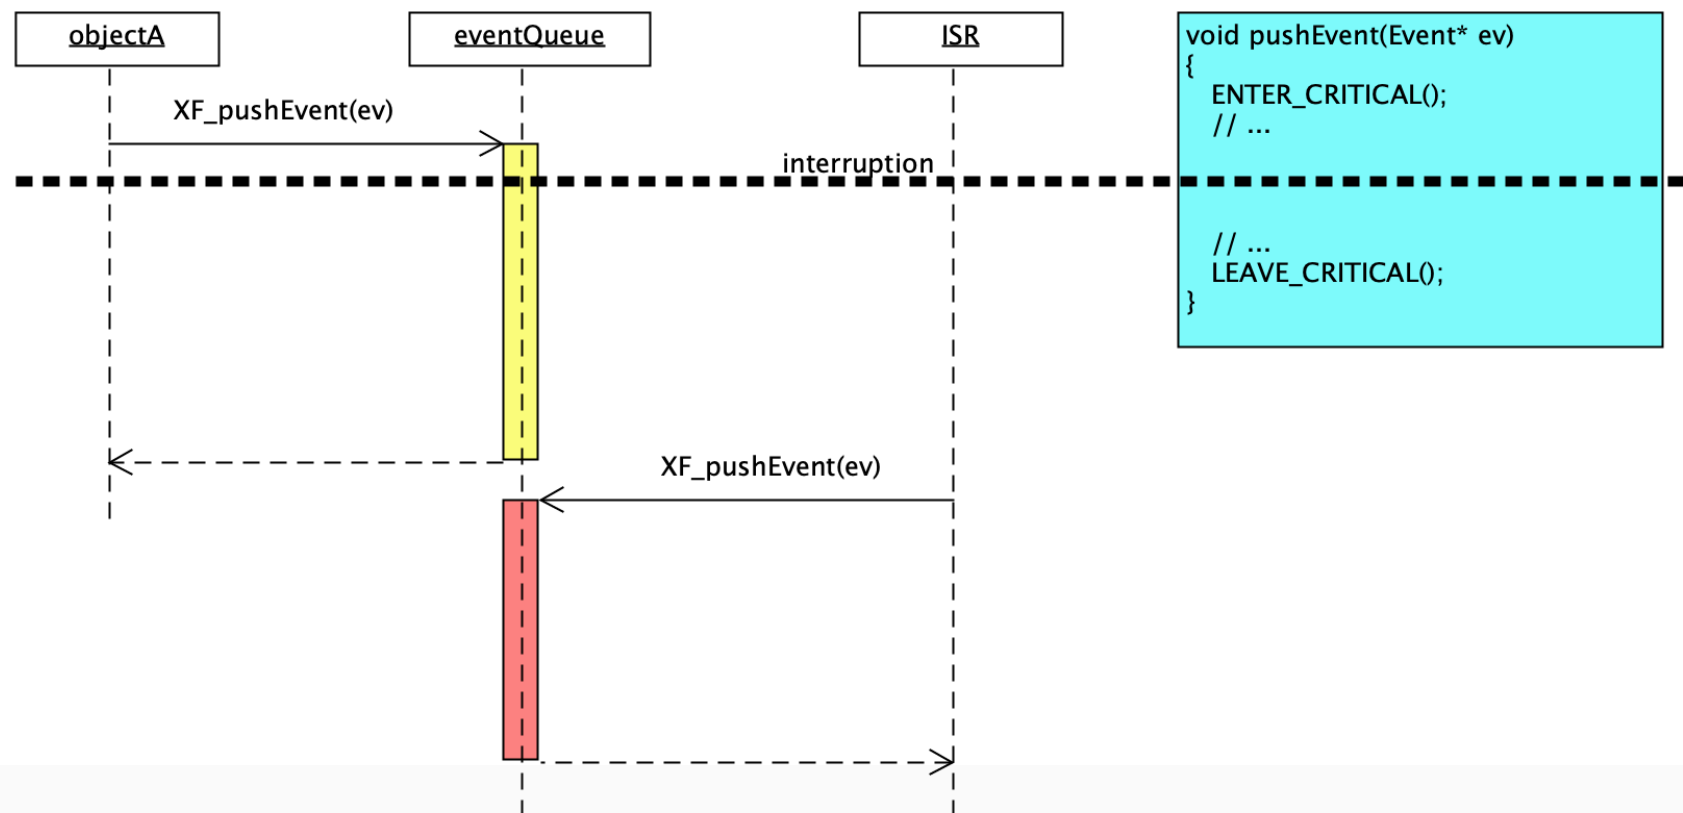 objectA
eventQueue
ISR
XF_pushEvent(ev)
interruption
XF_pushEvent(ev)
void pushEvent(Event* ev)
{
ENTER_CRITICAL();
// ...
// ...
LEAVE_CRITICAL();
}